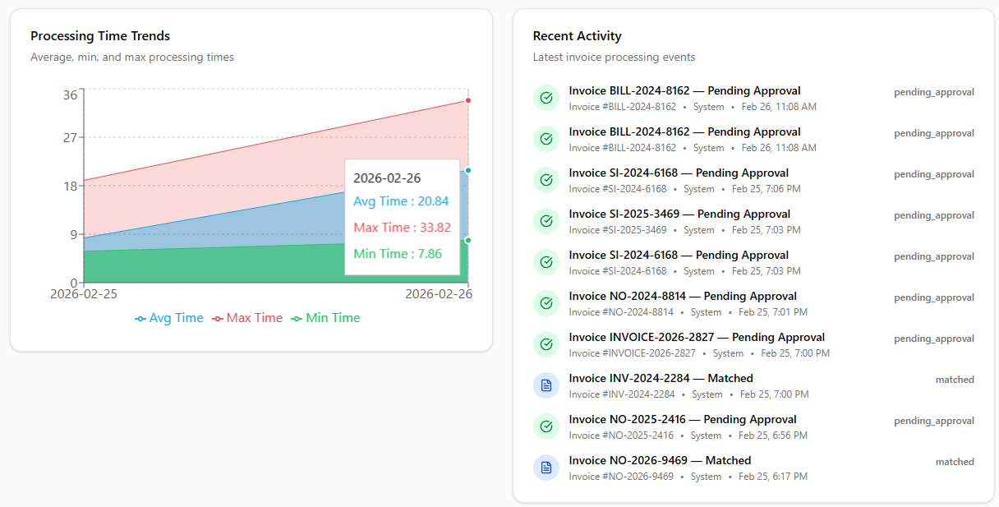 Processing Time Trends
Average, min, and max processing times
36
27
18
9
0
2026-02-25
2026-02-26
2026-02-26
Avg Time : 20.84
Max Time : 33.82
Min Time : 7.86
Avg Time Max Time Min Time
Recent Activity
Latest invoice processing events
Invoice BILL-2024-8162 — Pending Approval pending_approval
Invoice #BILL-2024-8162 • System • Feb 26, 11:08 AM
Invoice BILL-2024-8162 — Pending Approval pending_approval
Invoice #BILL-2024-8162 • System • Feb 26, 11:08 AM
Invoice SI-2024-6168 — Pending Approval pending_approval
Invoice #SI-2024-6168 • System • Feb 25, 7:06 PM
Invoice SI-2025-3469 — Pending Approval pending_approval
Invoice #SI-2025-3469 • System • Feb 25, 7:03 PM
Invoice SI-2024-6168 — Pending Approval pending_approval
Invoice #SI-2024-6168 • System • Feb 25, 7:03 PM
Invoice NO-2024-8814 — Pending Approval pending_approval
Invoice #NO-2024-8814 • System • Feb 25, 7:01 PM
Invoice INVOICE-2026-2827 — Pending Approval pending_approval
Invoice #INVOICE-2026-2827 • System • Feb 25, 7:00 PM
Invoice INV-2024-2284 — Matched matched
Invoice #INV-2024-2284 • System • Feb 25, 7:00 PM
Invoice NO-2025-2416 — Pending Approval pending_approval
Invoice #NO-2025-2416 • System • Feb 25, 6:56 PM
Invoice NO-2026-9469 — Matched matched
Invoice #NO-2026-9469 • System • Feb 25, 6:17 PM